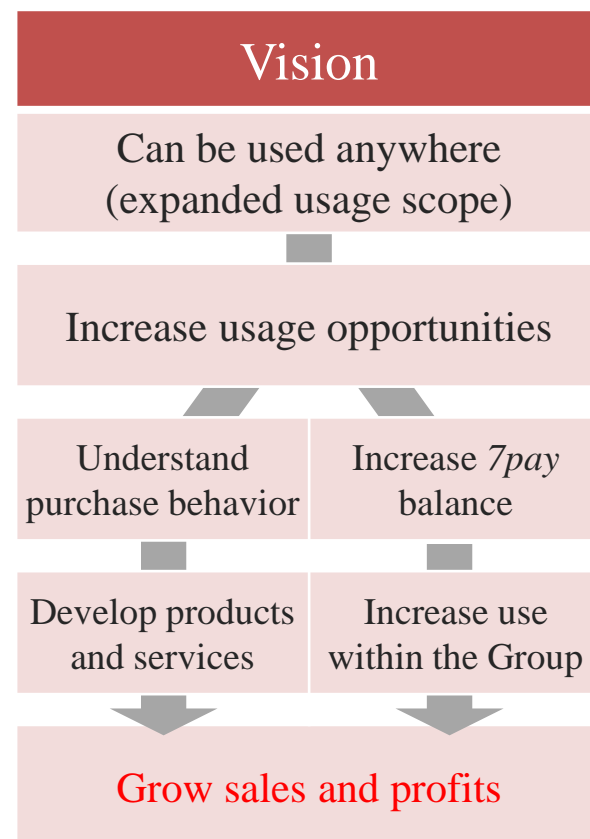 Vision
Can be used anywhere
(expanded usage scope)
Increase usage opportunities
Understand
purchase behavior
Increase 7pay
balance
Develop products
and services
Increase use
within the Group
Grow sales and profits